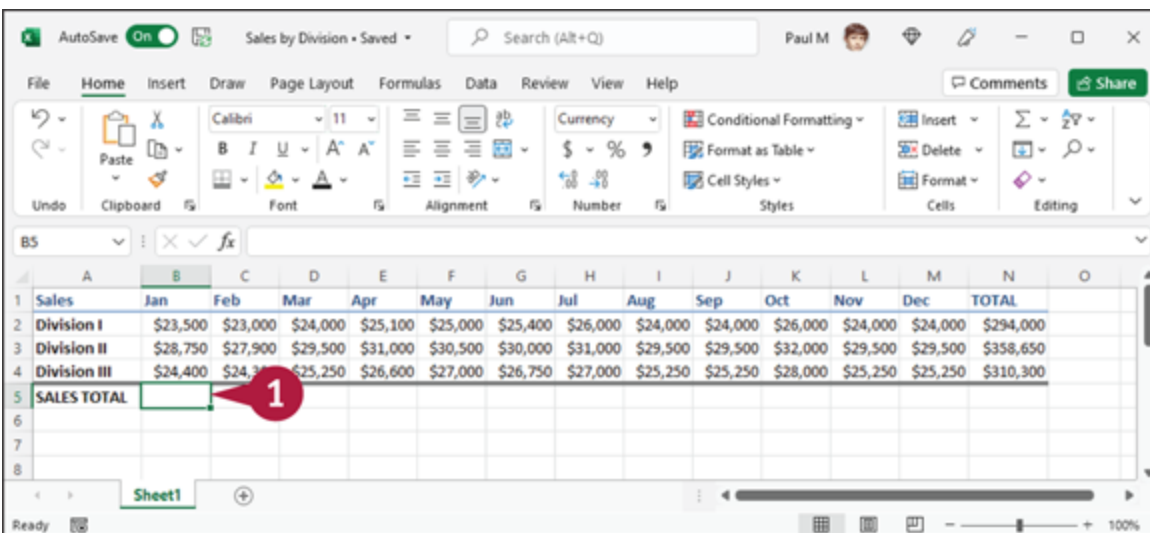 AutoSave On Sales by Division • Saved Search (Alt+Q) Paul M
File Home Insert Draw Page Layout Formulas Data Review View Help Comments Share
Calibri 11 Currency Conditional Formatting Insert
Paste B I U A A $ % 9 Format as Table Delete
A Cell Styles Format
Undo Clipboard Font Alignment Number Styles Cells Editing
B5 fx
A B C D E F G H I J K L M N O
1 Sales Jan Feb Mar Apr May Jun Jul Aug Sep Oct Nov Dec TOTAL
2 Division I $23,500 $23,000 $24,000 $25,100 $25,000 $25,400 $26,000 $24,000 $24,000 $26,000 $24,000 $24,000 $294,000
3 Division II $28,750 $27,900 $29,500 $31,000 $30,500 $30,000 $31,000 $29,500 $29,500 $32,000 $29,500 $29,500 $358,650
4 Division III $24,400 $25,250 $26,600 $27,000 $26,750 $27,000 $25,250 $25,250 $28,000 $25,250 $25,250 $310,300
5 SALES TOTAL 1
6
7
8
Sheet1
Ready 100%